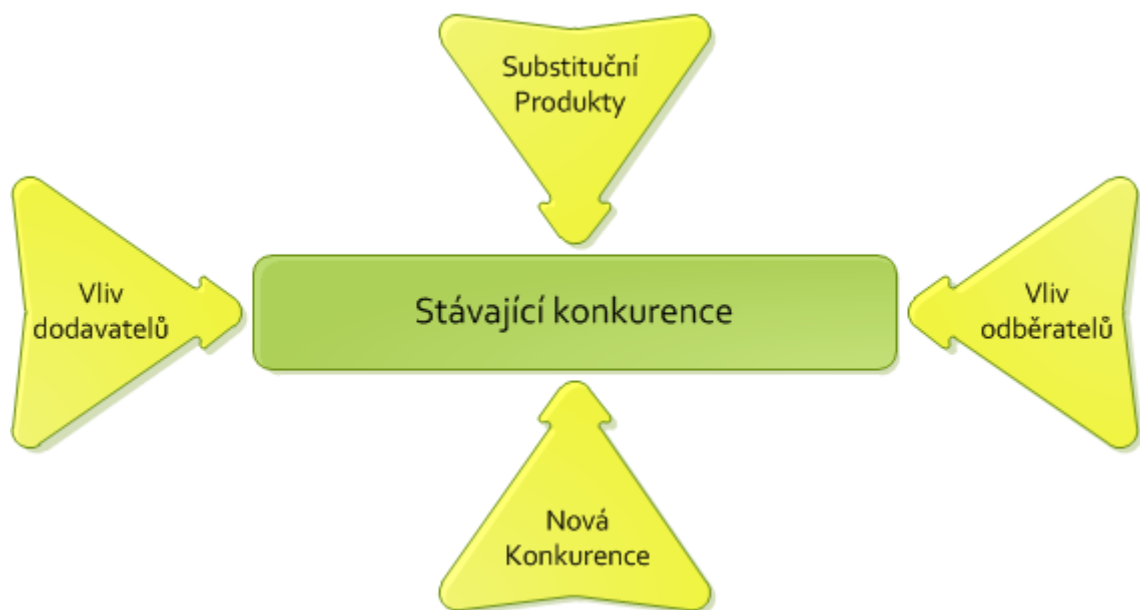 Substituční
Produkty
Vliv
dodavatelů
Stávající konkurence
Vliv
odběratelů
Nová
Konkurence